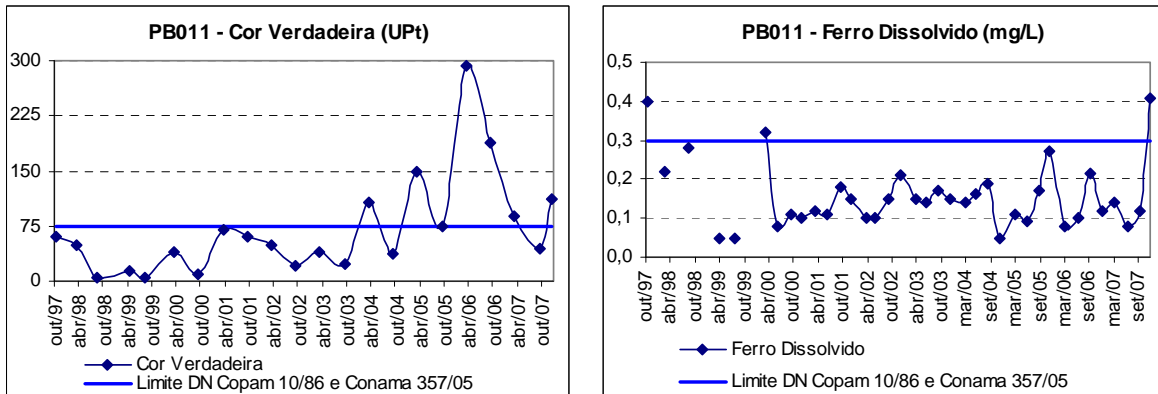 PB011 - Cor Verdadeira (UPt)
300
225
150
75
0
out/97
abr/98
out/98
abr/99
out/99
abr/00
out/00
abr/01
out/01
abr/02
out/02
abr/03
out/03
abr/04
out/04
abr/05
out/05
abr/06
out/06
abr/07
out/07
Cor Verdadeira
Limite DN Copam 10/86 e Conama 357/05
PB011 - Ferro Dissolvido (mg/L)
0,5
0,4
0,3
0,2
0,1
0,0
out/97
abr/98
out/98
abr/99
out/99
abr/00
out/00
abr/01
out/01
abr/02
out/02
abr/03
out/03
mar/04
set/04
mar/05
set/05
mar/06
set/06
mar/07
set/07
Ferro Dissolvido
Limite DN Copam 10/86 e Conama 357/05